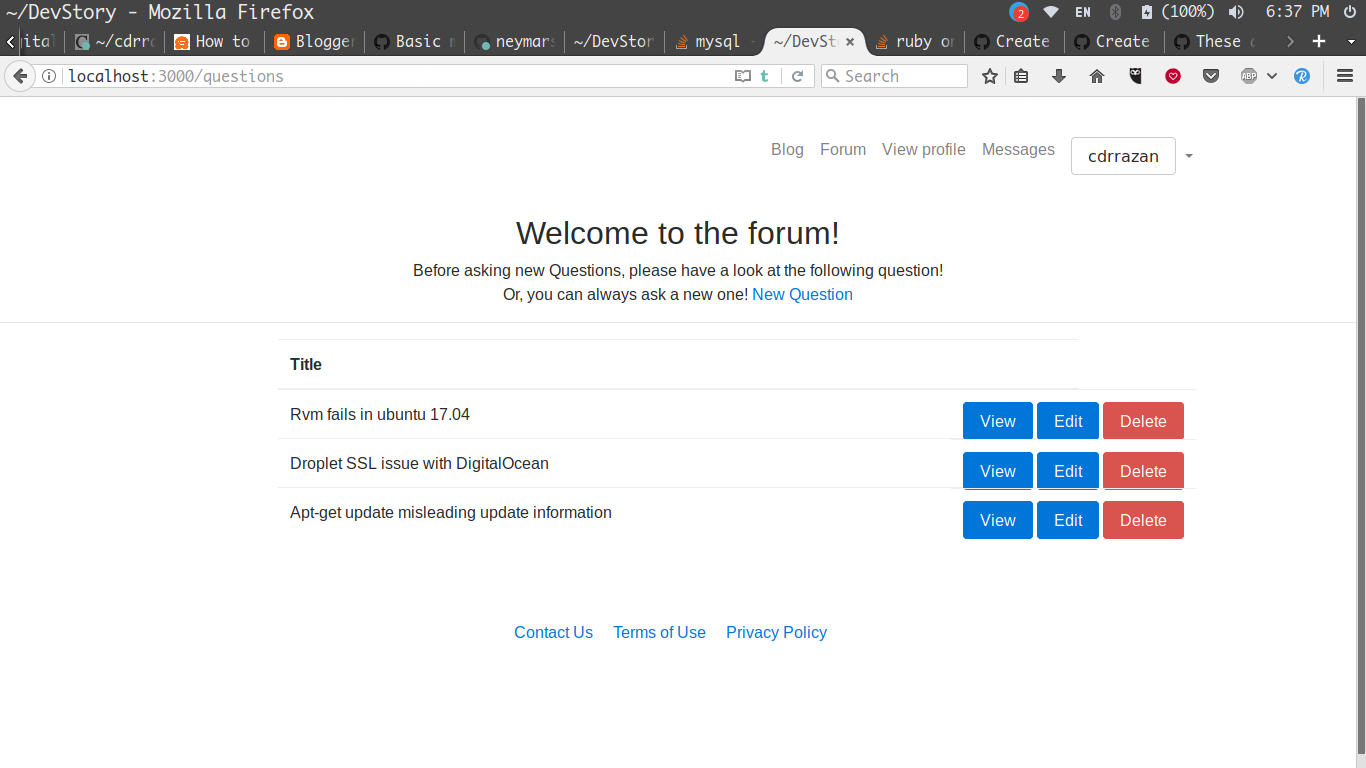 ~/DevStory - Mozilla Firefox
2 EN (100%) 6:37 PM
~/cdrr How to Blogger Basic neymar ~/DevStor mysql ~/DevSt ruby Create Create These
localhost:3000/questions t Search ABP
Blog Forum View profile Messages cdrrazan
Welcome to the forum!
Before asking new Questions, please have a look at the following question!
Or, you can always ask a new one! New Question
Title
Rvm fails in ubuntu 17.04 View Edit Delete
Droplet SSL issue with DigitalOcean View Edit Delete
Apt-get update misleading update information View Edit Delete
Contact Us Terms of Use Privacy Policy